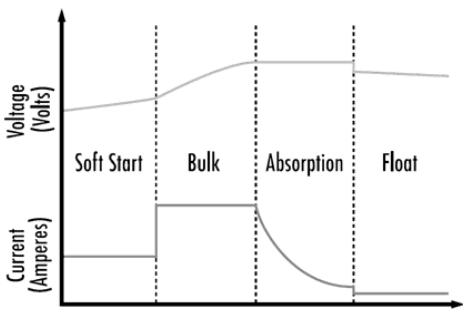 Voltage
(Volts)
Soft Start
Bulk
Absorption
Float
Current
(Amperes)